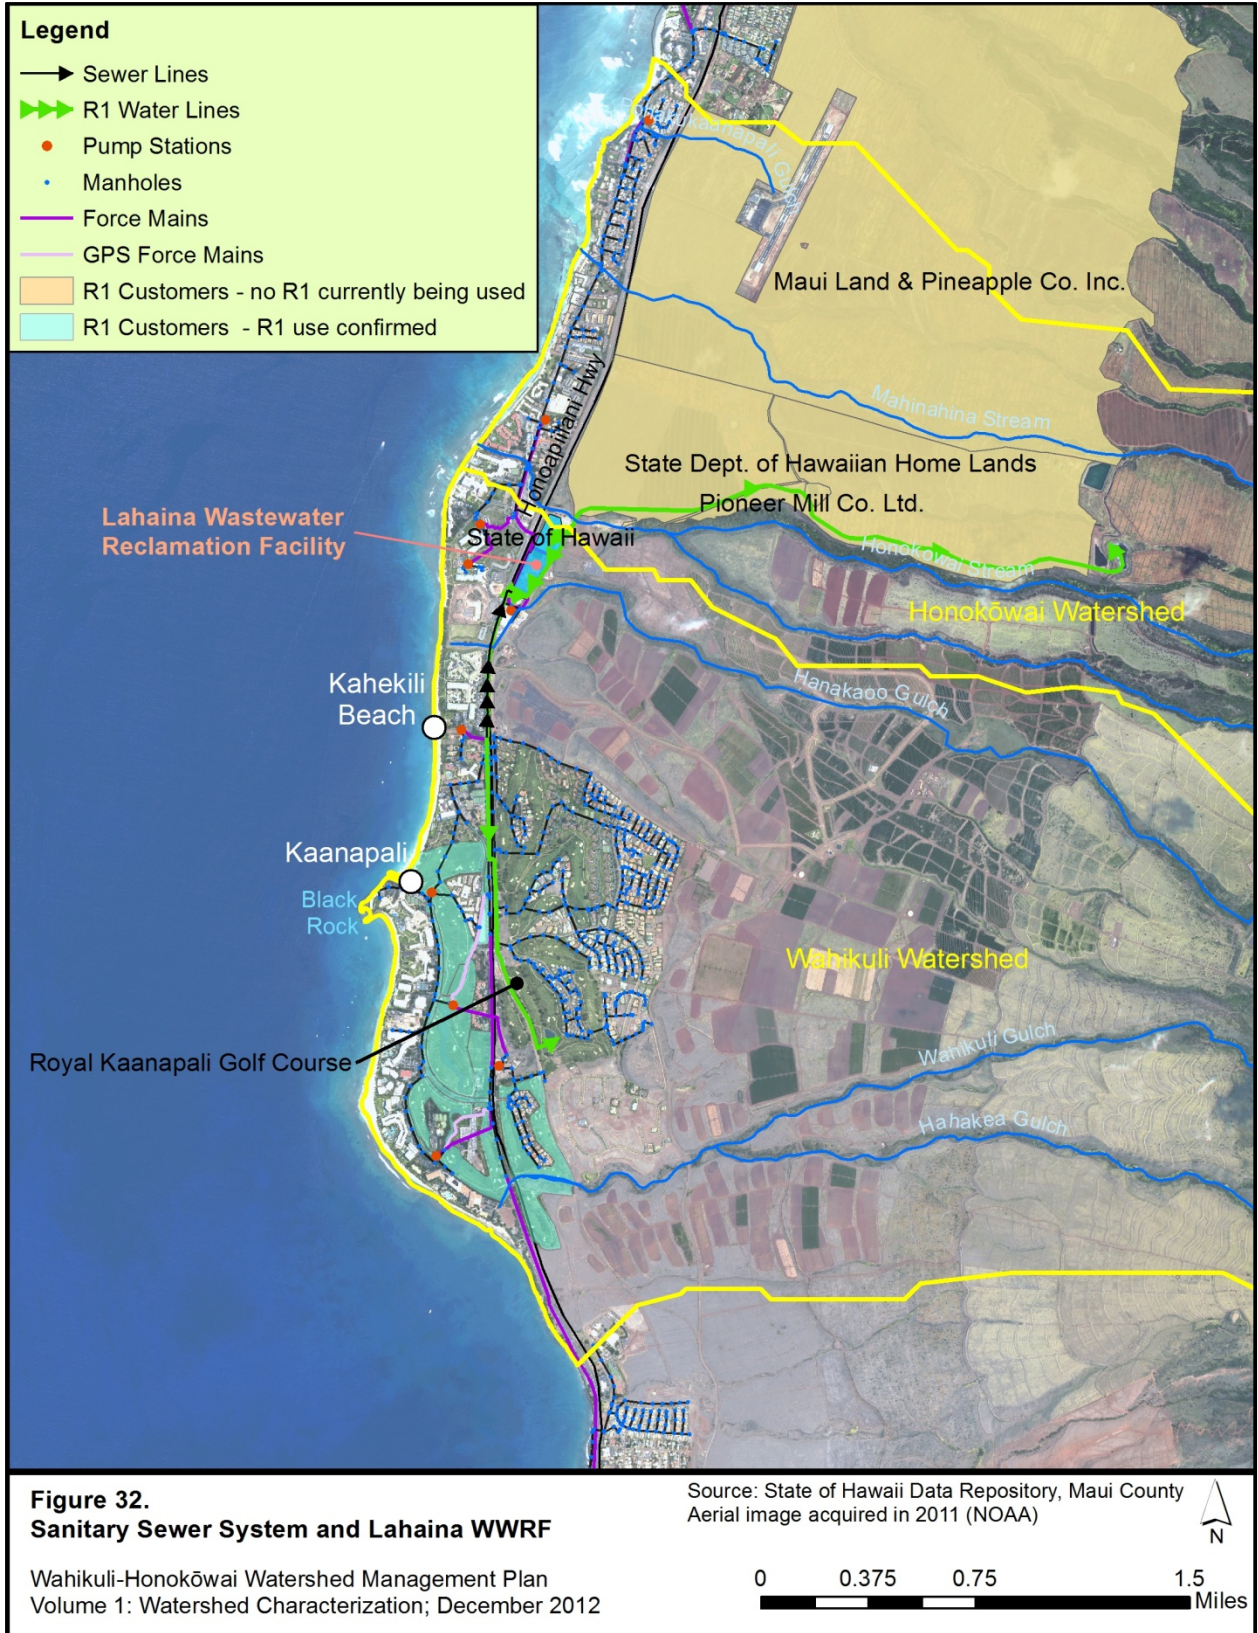 Legend
Sewer Lines
R1 Water Lines
Pump Stations
Manholes
Force Mains
GPS Force Mains
R1 Customers - no R1 currently being used
R1 Customers - R1 use confirmed
Maui Land & Pineapple Co. Inc.
Honoapiilani Hwy
Mahinahina Stream
State Dept. of Hawaiian Home Lands
Pioneer Mill Co. Ltd.
Lahaina Wastewater
Reclamation Facility
State of Hawaii
Honokowai Stream
Honokōwai Watershed
Kahekili
Beach
Hanakaoo Gulch
Kaanapali
Black
Rock
Wahikuli Watershed
Royal Kaanapali Golf Course
Wahikuli Gulch
Hahakea Gulch
Figure 32.
Sanitary Sewer System and Lahaina WWRF
Wahikuli-Honokōwai Watershed Management Plan
Volume 1: Watershed Characterization; December 2012
Source: State of Hawaii Data Repository, Maui County
Aerial image acquired in 2011 (NOAA)
N
0 0.375 0.75 1.5
Miles